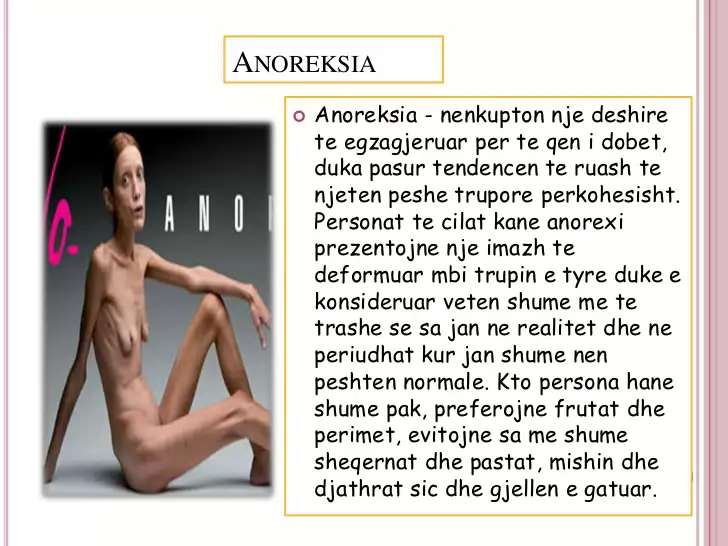 ANOREKSIA
Anoreksia - nenkupton nje deshire
te egzagjeruar per te qen i dobet,
duka pasur tendencen te ruash te
njeten peshe trupore perkohesisht.
Personat te cilat kane anorexi
prezentojne nje imazh te
deformuar mbi trupin e tyre duke e
konsideruar veten shume me te
trashe se sa jan ne realitet dhe ne
periudhat kur jan shume nen
peshten normale. Kto persona hane
shume pak, preferojne frutat dhe
perimet, evitojne sa me shume
sheqernat dhe pastat, mishin dhe
djathrat sic dhe gjellen e gatuar.
ANO